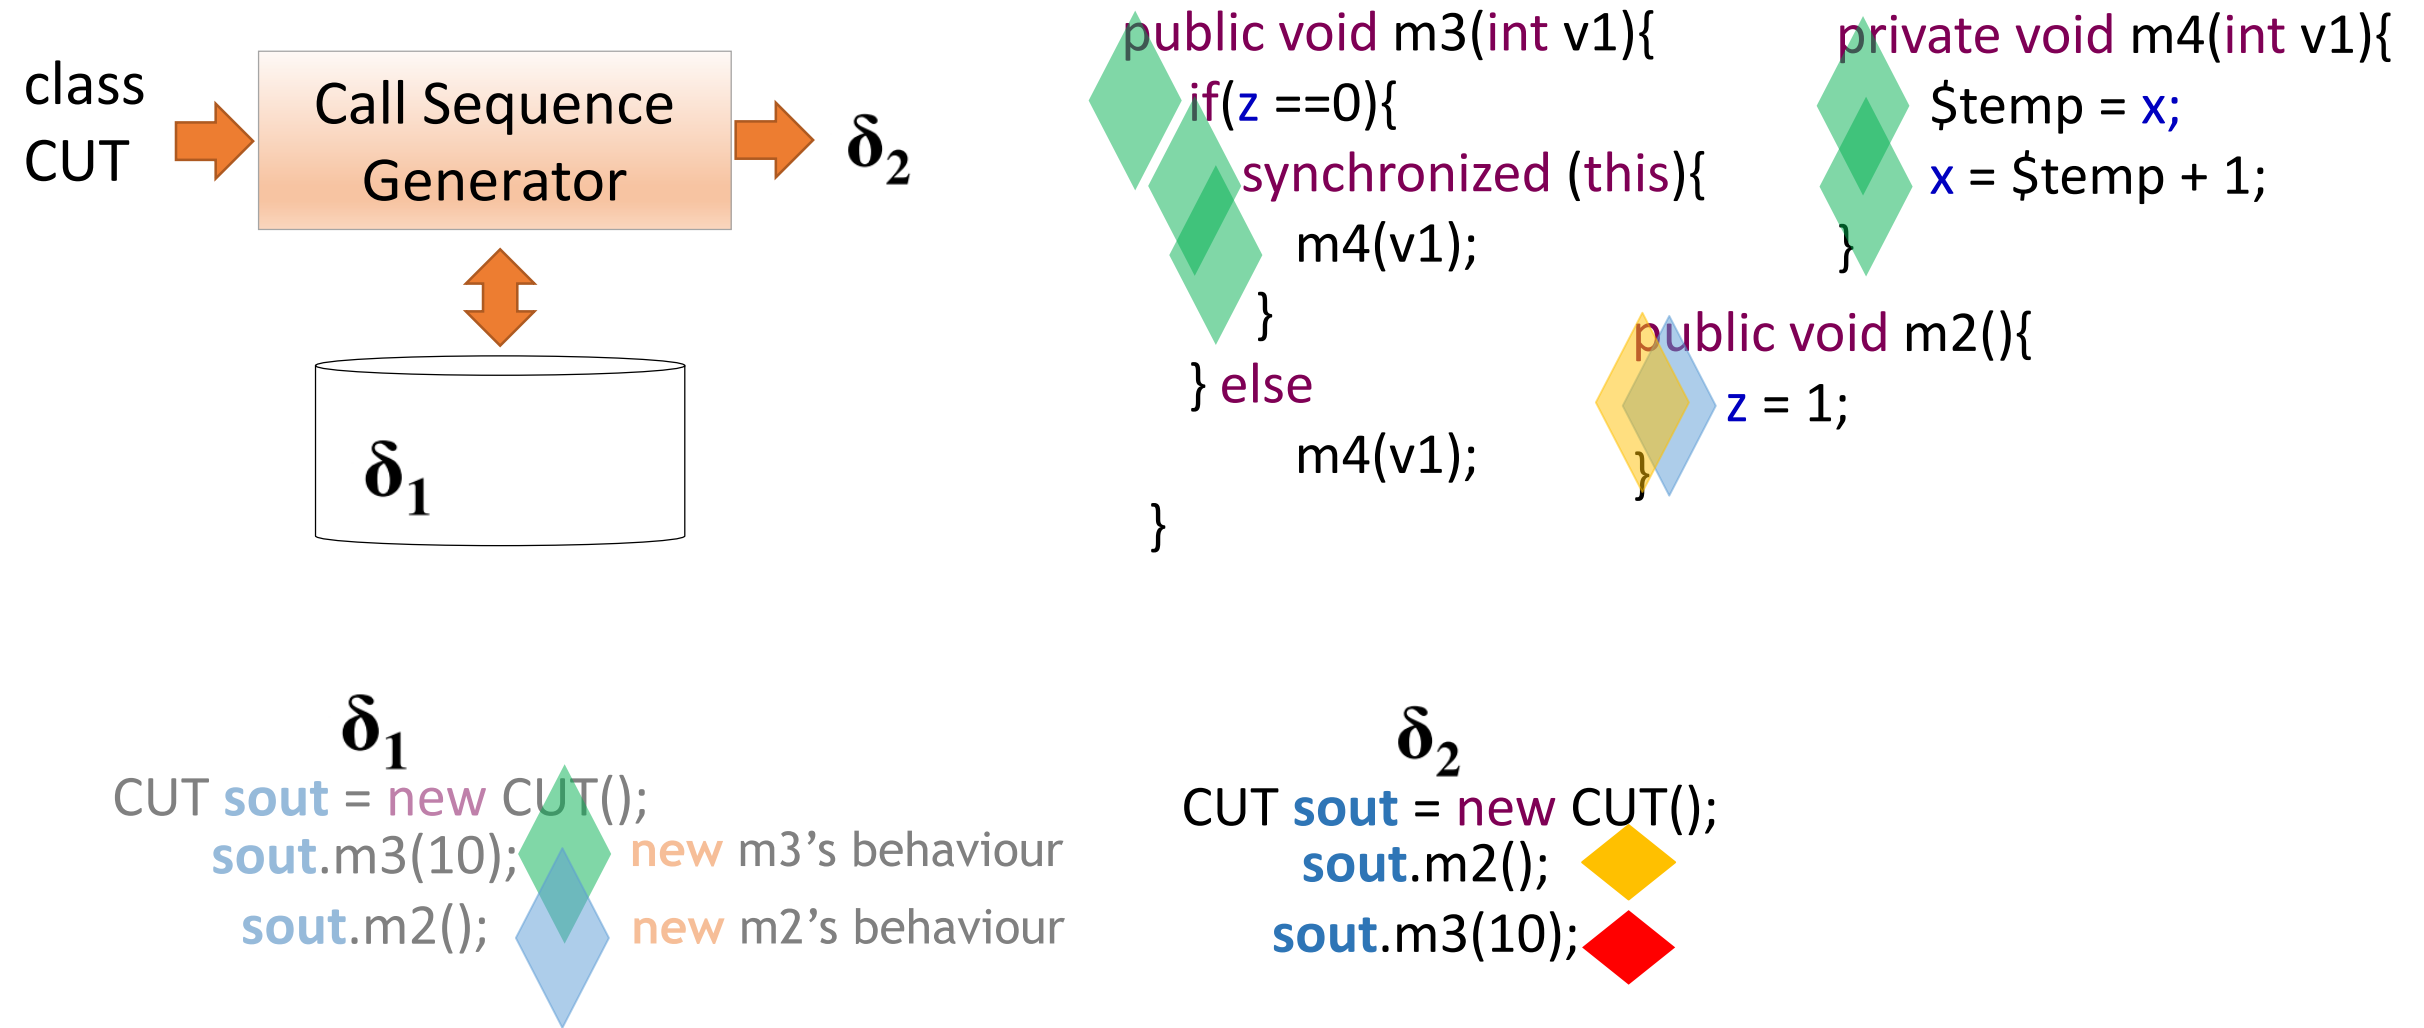 class
CUT
Call Sequence
Generator
δ2
δ1
public void m3(int v1){
if(z ==0){
synchronized (this){
m4(v1);
}
} else
m4(v1);
}
private void m4(int v1){
$temp = x;
x = $temp + 1;
}
public void m2(){
z = 1;
}
δ1
CUT sout = new CUT();
sout.m3(10); new m3’s behaviour
sout.m2(); new m2’s behaviour
δ2
CUT sout = new CUT();
sout.m2();
sout.m3(10);